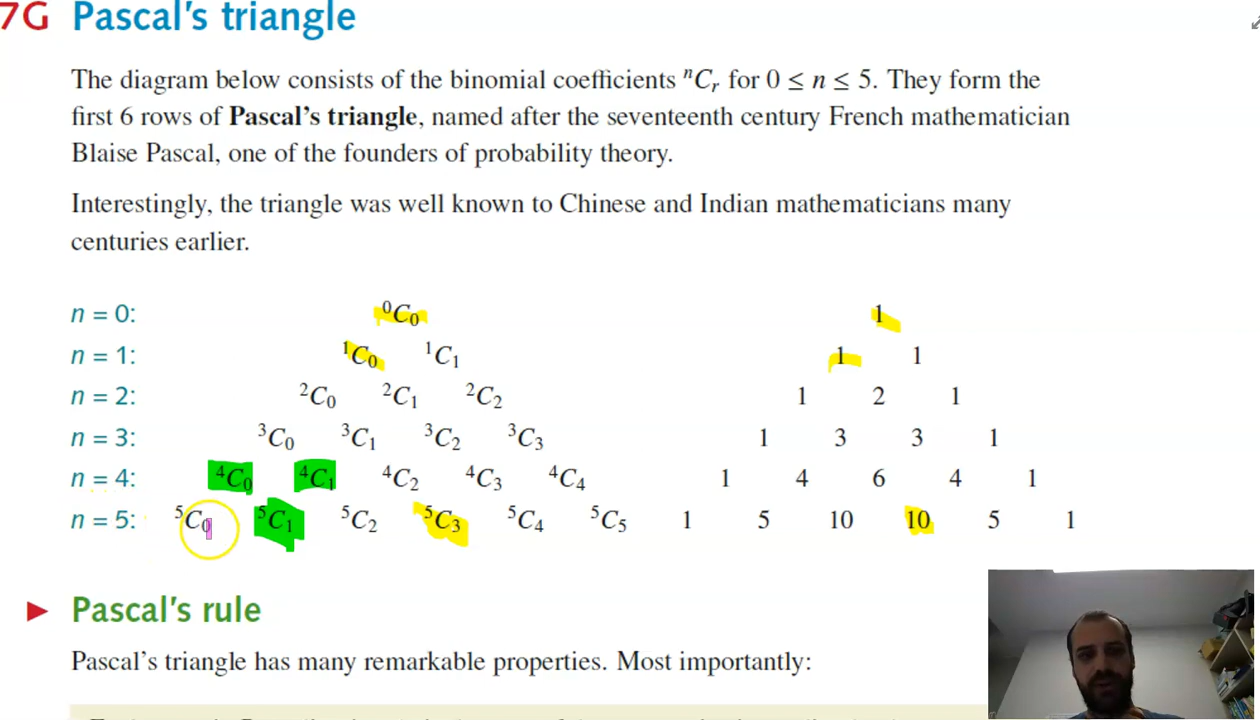 7G Pascal's triangle
The diagram below consists of the binomial coefficients ⁿCᵣ for 0 ≤ n ≤ 5. They form the
first 6 rows of Pascal's triangle, named after the seventeenth century French mathematician
Blaise Pascal, one of the founders of probability theory.
Interestingly, the triangle was well known to Chinese and Indian mathematicians many
centuries earlier.
n = 0: ⁰C₀ 1
n = 1: ¹C₀ ¹C₁ 1 1
n = 2: ²C₀ ²C₁ ²C₂ 1 2 1
n = 3: ³C₀ ³C₁ ³C₂ ³C₃ 1 3 3 1
n = 4: ⁴C₀ ⁴C₁ ⁴C₂ ⁴C₃ ⁴C₄ 1 4 6 4 1
n = 5: ⁵C₀ ⁵C₁ ⁵C₂ ⁵C₃ ⁵C₄ ⁵C₅ 1 5 10 10 5 1
► Pascal's rule
Pascal's triangle has many remarkable properties. Most importantly: